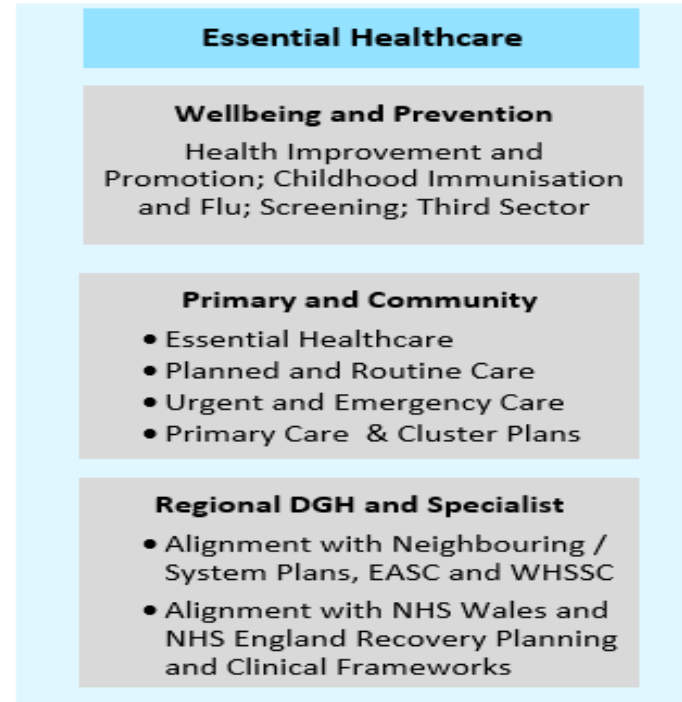 Essential Healthcare
Wellbeing and Prevention
Health Improvement and
Promotion; Childhood Immunisation
and Flu; Screening; Third Sector
Primary and Community
• Essential Healthcare
• Planned and Routine Care
• Urgent and Emergency Care
• Primary Care & Cluster Plans
Regional DGH and Specialist
• Alignment with Neighbouring /
System Plans, EASC and WHSSC
• Alignment with NHS Wales and
NHS England Recovery Planning
and Clinical Frameworks